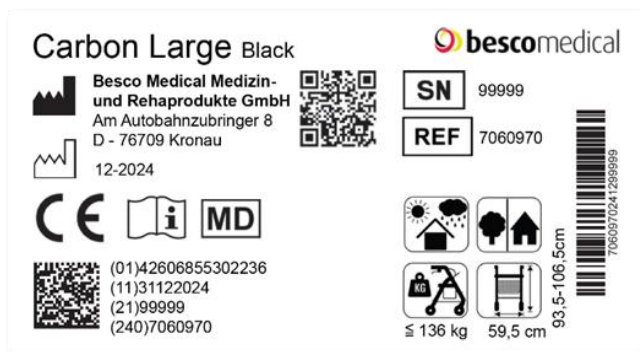 Carbon Large Black
bescomedical
Besco Medical Medizin-
und Rehaprodukte GmbH
Am Autobahnzubringer 8
D - 76709 Kronau
12-2024
SN 99999
REF 7060970
CE
i
MD
(01)42606855302236
(11)31122024
(21)99999
(240)7060970
KG
≤ 136 kg
59,5 cm
93,5-106,5cm
7060970241299999